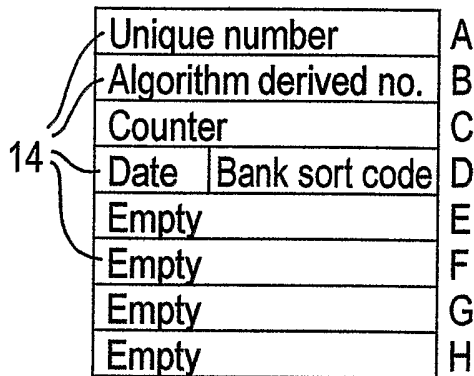 Unique number A
Algorithm derived no. B
Counter C
14 Date Bank sort code D
Empty E
Empty F
Empty G
Empty H